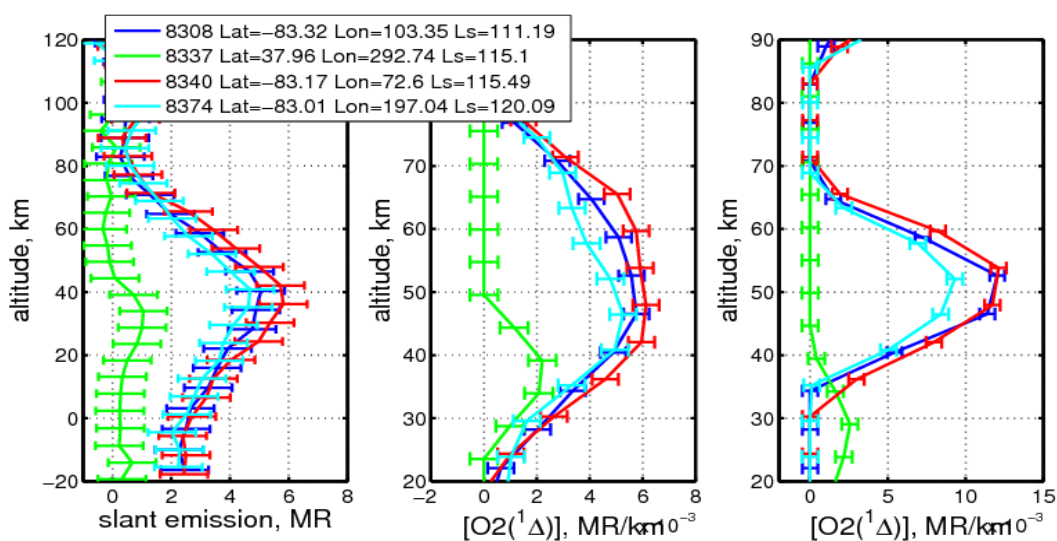 8308 Lat=−83.32 Lon=103.35 Ls=111.19
8337 Lat=37.96 Lon=292.74 Ls=115.1
8340 Lat=−83.17 Lon=72.6 Ls=115.49
8374 Lat=−83.01 Lon=197.04 Ls=120.09
120
100
80
60
40
20
0
−20
altitude, km
0 2 4 6 8
slant emission, MR
90
80
70
60
50
40
30
20
altitude, km
−2 0 2 4 6 8
[O2(¹Δ)], MR/km
x 10⁻³
90
80
70
60
50
40
30
20
altitude, km
0 5 10 15
[O2(¹Δ)], MR/km
x 10⁻³